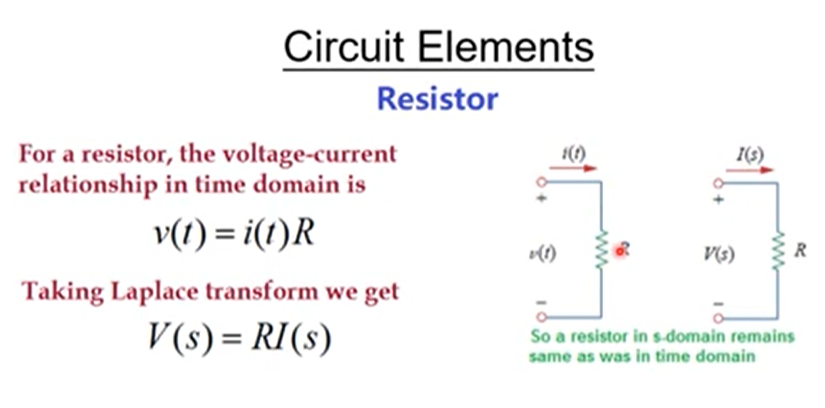 Circuit Elements
Resistor
For a resistor, the voltage-current
relationship in time domain is
v(t) = i(t)R
Taking Laplace transform we get
V(s) = RI(s)
i(t)
+
v(t)
−
I(s)
+
V(s)
R
−
So a resistor in s-domain remains
same as was in time domain